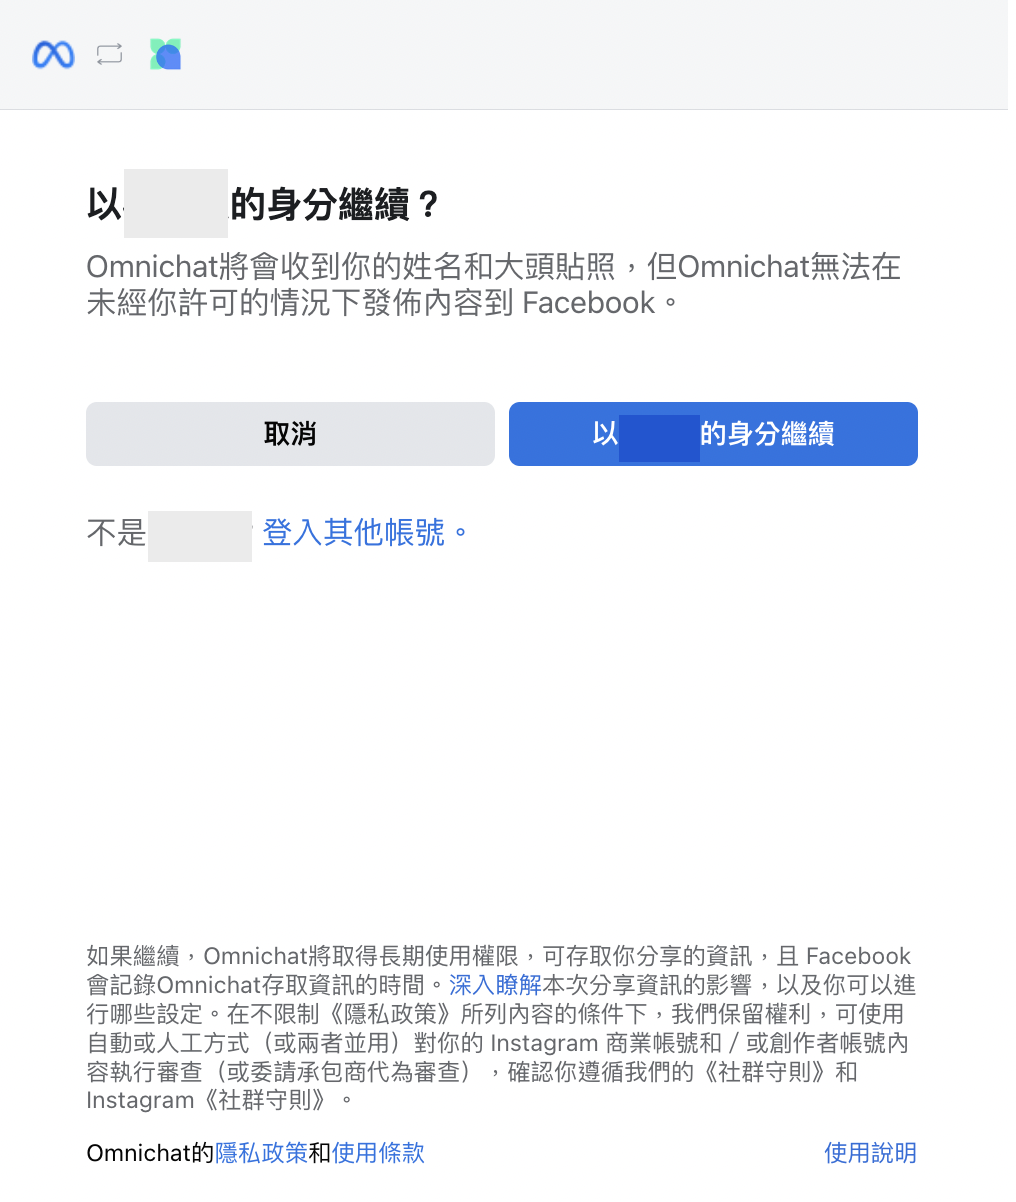 以的身分繼續？
Omnichat將會收到你的姓名和大頭貼照，但Omnichat無法在
未經你許可的情況下發佈內容到 Facebook。
取消
以的身分繼續
不是 登入其他帳號。
如果繼續，Omnichat將取得長期使用權限，可存取你分享的資訊，且 Facebook
會記錄Omnichat存取資訊的時間。深入瞭解本次分享資訊的影響，以及你可以進
行哪些設定。在不限制《隱私政策》所列內容的條件下，我們保留權利，可使用
自動或人工方式（或兩者並用）對你的 Instagram 商業帳號和 / 或創作者帳號內
容執行審查（或委請承包商代為審查），確認你遵循我們的《社群守則》和
Instagram《社群守則》。
Omnichat的隱私政策和使用條款
使用說明